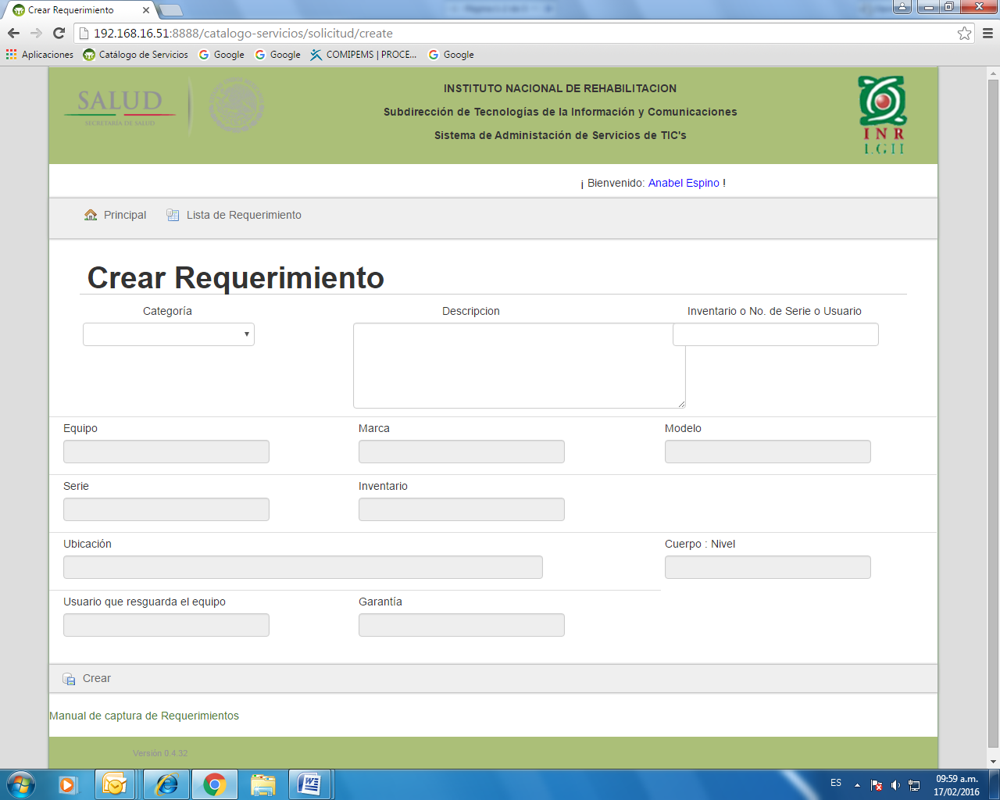 Crear Requerimiento
192.168.16.51:8888/catalogo-servicios/solicitud/create
Aplicaciones Catálogo de Servicios Google Google COMIPEMS | PROCE... Google
SALUD
SECRETARÍA DE SALUD
INSTITUTO NACIONAL DE REHABILITACION
Subdirección de Tecnologías de la Información y Comunicaciones
Sistema de Administación de Servicios de TIC's
INR
LGII
¡ Bienvenido: Anabel Espino !
Principal Lista de Requerimiento
Crear Requerimiento
Categoría Descripcion Inventario o No. de Serie o Usuario
Equipo Marca Modelo
Serie Inventario
Ubicación Cuerpo : Nivel
Usuario que resguarda el equipo Garantía
Crear
Manual de captura de Requerimientos
Versión 0.4.32
ES 09:59 a.m.
17/02/2016